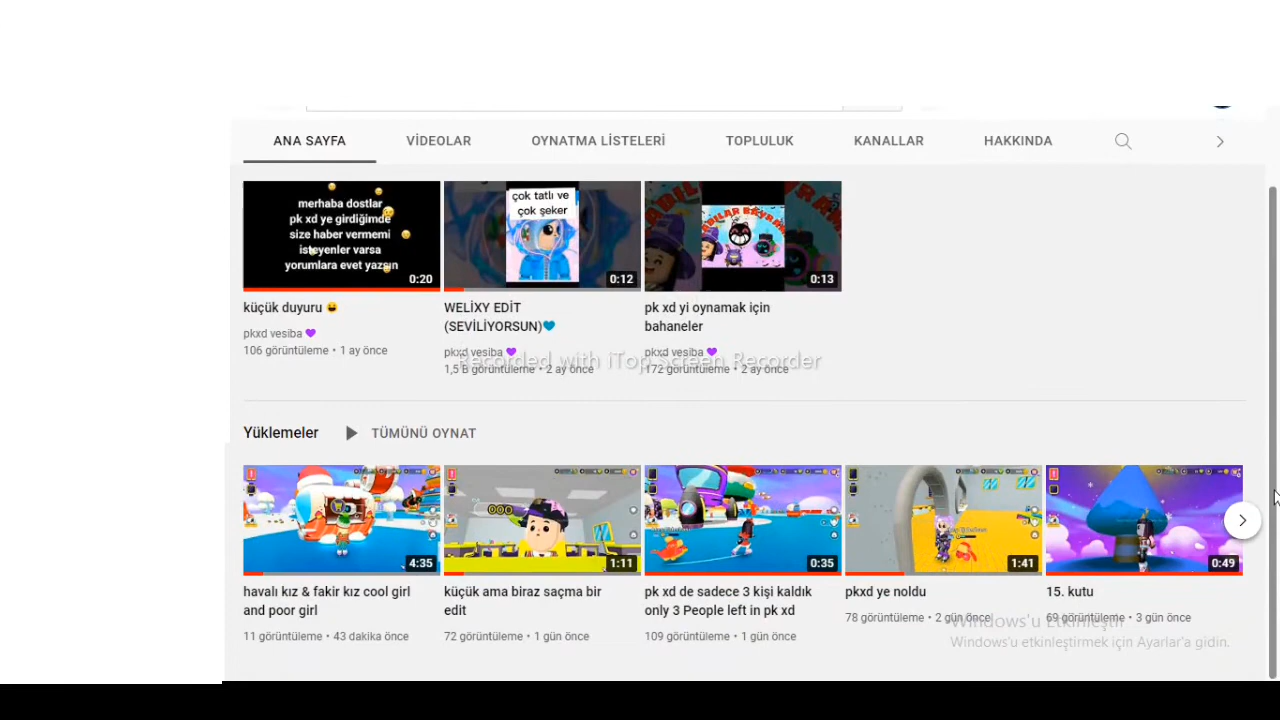 ANA SAYFA
VİDEOLAR
OYNATMA LİSTELERİ
TOPLULUK
KANALLAR
HAKKINDA
merhaba dostlar
pk xd ye girdiğimde
size haber vermemi
isteyenler varsa
yorumlara evet yazsın
0:20
çok tatlı ve
çok şeker
0:12
0:13
küçük duyuru
pkxd vesiba
106 görüntüleme • 1 ay önce
WELİXY EDİT
(SEVİLİYORSUN)
pkxd vesiba
1,5 B görüntüleme • 2 ay önce
pk xd yi oynamak için
bahaneler
pkxd vesiba
172 görüntüleme • 2 ay önce
Recorded with iTop Screen Recorder
Yüklemeler
TÜMÜNÜ OYNAT
4:35
1:11
0:35
1:41
0:49
havalı kız & fakir kız cool girl
and poor girl
11 görüntüleme • 43 dakika önce
küçük ama biraz saçma bir
edit
72 görüntüleme • 1 gün önce
pk xd de sadece 3 kişi kaldık
only 3 People left in pk xd
109 görüntüleme • 1 gün önce
pkxd ye noldu
78 görüntüleme • 2 gün önce
15. kutu
69 görüntüleme • 3 gün önce
Windows'u Etkinleştir
Windows'u etkinleştirmek için Ayarlar'a gidin.